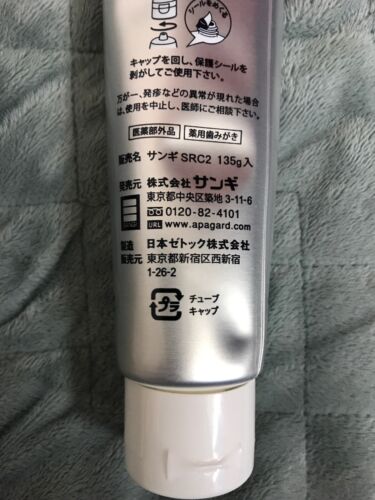 シールをめくる
キャップを回し、保護シールを
剥がしてご使用下さい。
万が一、発疹などの異常が現れた場合
は、使用を中止し、医師にご相談下さい。
医薬部外品 薬用歯みがき
販売名 サンギ SRC2 135g入
発売元 株式会社 サンギ
東京都中央区築地 3-11-6
0120-82-4101
URL www.apagard.com
製造
販売元
日本ゼトック株式会社
東京都新宿区西新宿
1-26-2
プラ
チューブ
キャップ